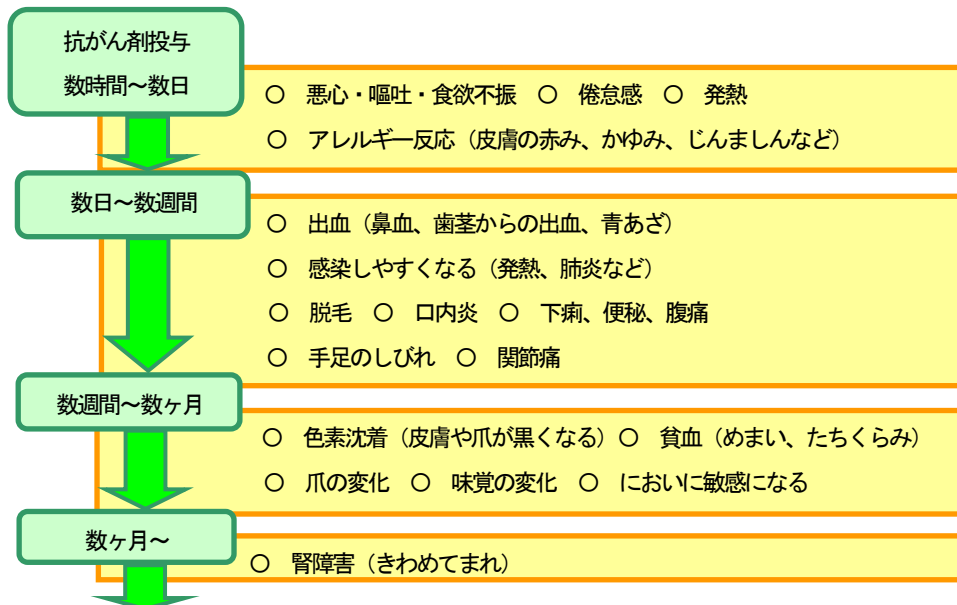 抗がん剤投与
数時間～数日
○　悪心・嘔吐・食欲不振　○　倦怠感　○　発熱
○　アレルギー反応（皮膚の赤み、かゆみ、じんましんなど）
数日～数週間
○　出血（鼻血、歯茎からの出血、青あざ）
○　感染しやすくなる（発熱、肺炎など）
○　脱毛　○　口内炎　○　下痢、便秘、腹痛
○　手足のしびれ　○　関節痛
数週間～数ヶ月
○　色素沈着（皮膚や爪が黒くなる）○　貧血（めまい、たちくらみ）
○　爪の変化　○　味覚の変化　○　においに敏感になる
数ヶ月～
○　腎障害（きわめてまれ）